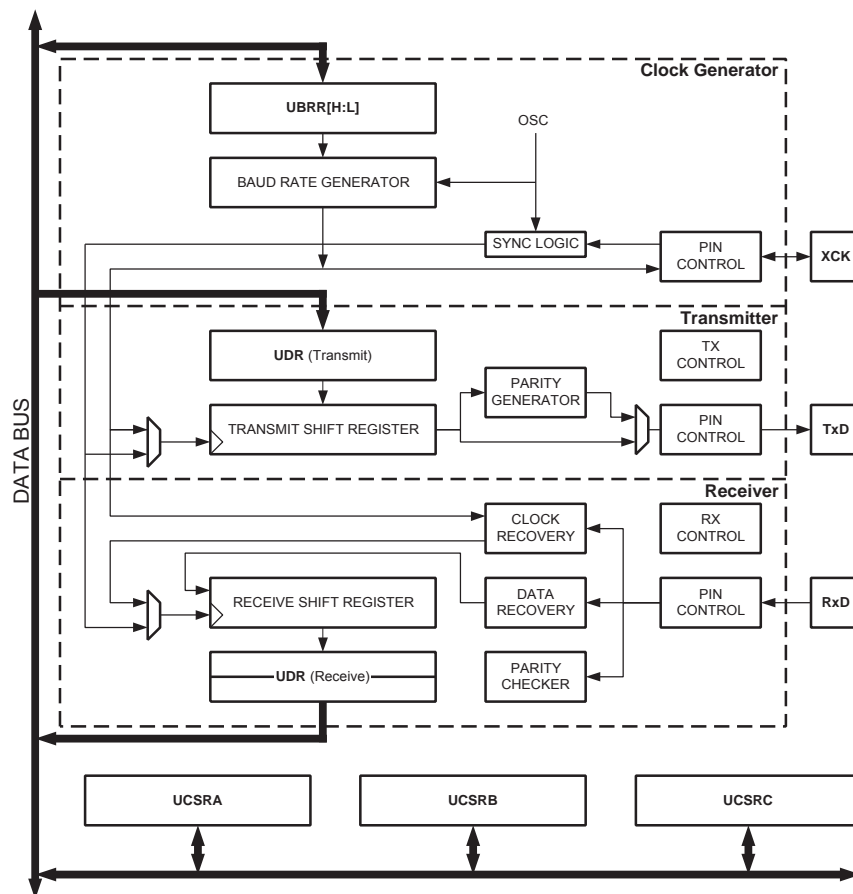 Clock Generator
UBRR[H:L]
OSC
BAUD RATE GENERATOR
SYNC LOGIC
PIN
CONTROL
XCK
Transmitter
UDR (Transmit)
TX
CONTROL
PARITY
GENERATOR
TRANSMIT SHIFT REGISTER
PIN
CONTROL
TxD
DATA BUS
Receiver
CLOCK
RECOVERY
RX
CONTROL
RECEIVE SHIFT REGISTER
DATA
RECOVERY
PIN
CONTROL
RxD
UDR (Receive)
PARITY
CHECKER
UCSRA
UCSRB
UCSRC